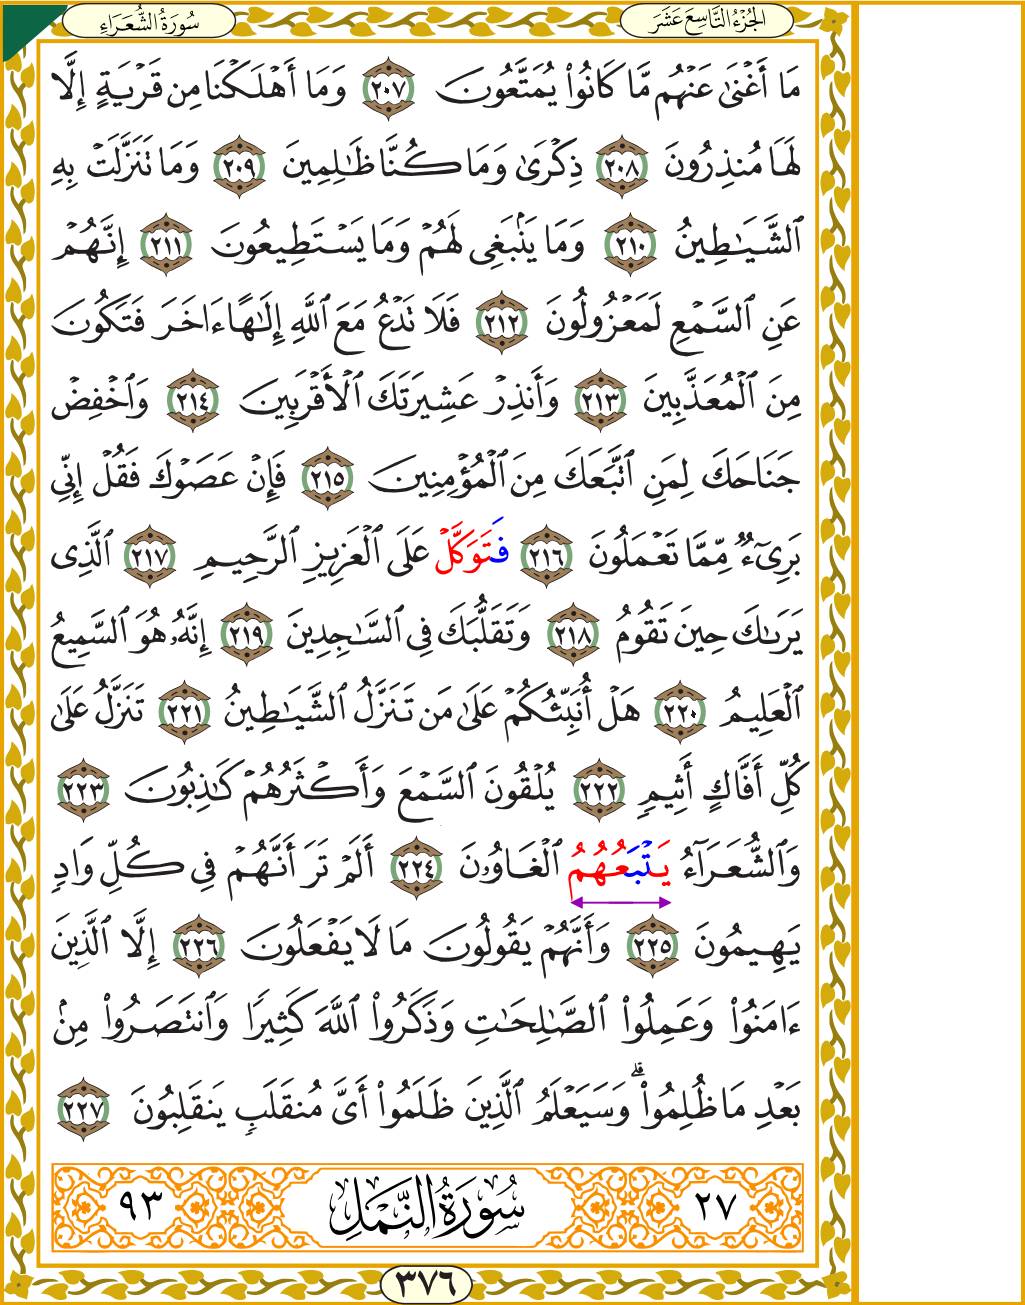 الجُزْءُ التَّاسِعَ عَشَرَ
سُورَةُ الشُّعَرَاءِ
مَآ أَغۡنَىٰ عَنۡهُم مَّا كَانُواْ يُمَتَّعُونَ ٢٠٧ وَمَآ أَهۡلَكۡنَا مِن قَرۡيَةٍ إِلَّا
لَهَا مُنذِرُونَ ٢٠٨ ذِكۡرَىٰ وَمَا كُنَّا ظَٰلِمِينَ ٢٠٩ وَمَا تَنَزَّلَتۡ بِهِ
ٱلشَّيَٰطِينُ ٢١٠ وَمَا يَنۢبَغِي لَهُمۡ وَمَا يَسۡتَطِيعُونَ ٢١١ إِنَّهُمۡ
عَنِ ٱلسَّمۡعِ لَمَعۡزُولُونَ ٢١٢ فَلَا تَدۡعُ مَعَ ٱللَّهِ إِلَٰهًا ءَاخَرَ فَتَكُونَ
مِنَ ٱلۡمُعَذَّبِينَ ٢١٣ وَأَنذِرۡ عَشِيرَتَكَ ٱلۡأَقۡرَبِينَ ٢١٤ وَٱخۡفِضۡ
جَنَاحَكَ لِمَنِ ٱتَّبَعَكَ مِنَ ٱلۡمُؤۡمِنِينَ ٢١٥ فَإِنۡ عَصَوۡكَ فَقُلۡ إِنِّي
بَرِيٓءٞ مِّمَّا تَعۡمَلُونَ ٢١٦ فَتَوَكَّلۡ عَلَى ٱلۡعَزِيزِ ٱلرَّحِيمِ ٢١٧ ٱلَّذِي
يَرَىٰكَ حِينَ تَقُومُ ٢١٨ وَتَقَلُّبَكَ فِي ٱلسَّٰجِدِينَ ٢١٩ إِنَّهُۥ هُوَ ٱلسَّمِيعُ
ٱلۡعَلِيمُ ٢٢٠ هَلۡ أُنَبِّئُكُمۡ عَلَىٰ مَن تَنَزَّلُ ٱلشَّيَٰطِينُ ٢٢١ تَنَزَّلُ عَلَىٰ
كُلِّ أَفَّاكٍ أَثِيمٖ ٢٢٢ يُلۡقُونَ ٱلسَّمۡعَ وَأَكۡثَرُهُمۡ كَٰذِبُونَ ٢٢٣
وَٱلشُّعَرَآءُ يَتۡبَعُهُمُ ٱلۡغَاوُۥنَ ٢٢٤ أَلَمۡ تَرَ أَنَّهُمۡ فِي كُلِّ وَادٖ
يَهِيمُونَ ٢٢٥ وَأَنَّهُمۡ يَقُولُونَ مَا لَا يَفۡعَلُونَ ٢٢٦ إِلَّا ٱلَّذِينَ
ءَامَنُواْ وَعَمِلُواْ ٱلصَّٰلِحَٰتِ وَذَكَرُواْ ٱللَّهَ كَثِيرٗا وَٱنتَصَرُواْ مِنۢ
بَعۡدِ مَا ظُلِمُواْۗ وَسَيَعۡلَمُ ٱلَّذِينَ ظَلَمُوٓاْ أَيَّ مُنقَلَبٖ يَنقَلِبُونَ ٢٢٧
٢٧ سُورَةُ النَّمۡلِ ٩٣
٣٧٦